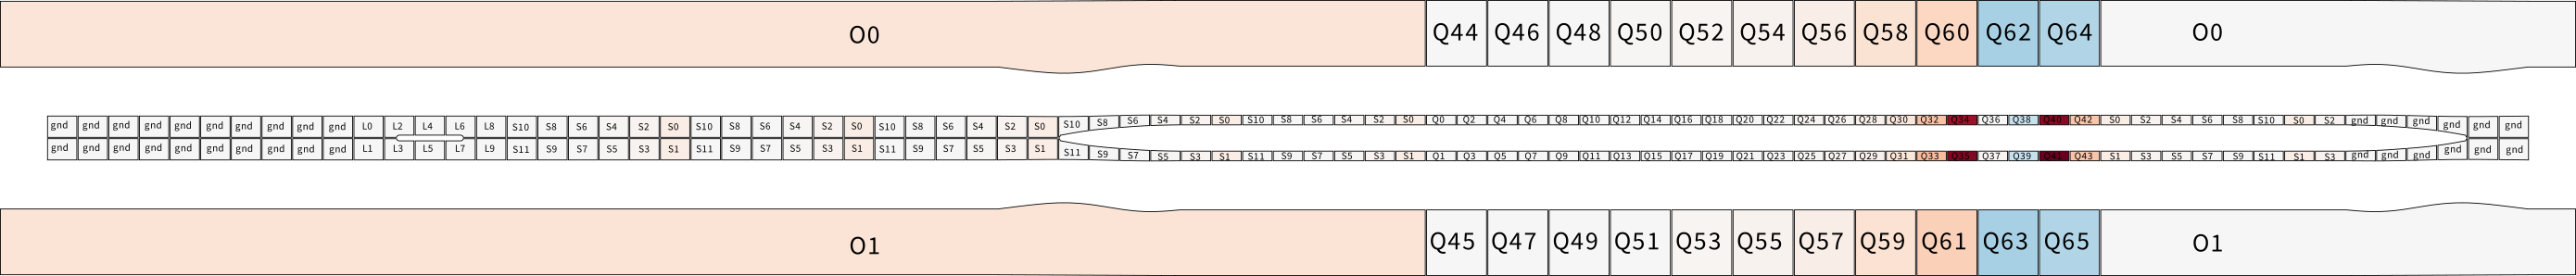 O0 Q44 Q46 Q48 Q50 Q52 Q54 Q56 Q58 Q60 Q62 Q64 O0
gnd gnd gnd gnd gnd gnd gnd gnd gnd gnd L0 L2 L4 L6 L8 S10 S8 S6 S4 S2 S0 S10 S8 S6 S4 S2 S0 S10 S8 S6 S4 S2 S0 S10 S8 S6 S4 S2 S0 S10 S8 S6 S4 S2 S0 Q0 Q2 Q4 Q6 Q8 Q10 Q12 Q14 Q16 Q18 Q20 Q22 Q24 Q26 Q28 Q30 Q32 Q34 Q36 Q38 Q40 Q42 S0 S2 S4 S6 S8 S10 S0 S2 gnd gnd gnd gnd gnd gnd
gnd gnd gnd gnd gnd gnd gnd gnd gnd gnd L1 L3 L5 L7 L9 S11 S9 S7 S5 S3 S1 S11 S9 S7 S5 S3 S1 S11 S9 S7 S5 S3 S1 S11 S9 S7 S5 S3 S1 S11 S9 S7 S5 S3 S1 Q1 Q3 Q5 Q7 Q9 Q11 Q13 Q15 Q17 Q19 Q21 Q23 Q25 Q27 Q29 Q31 Q33 Q35 Q37 Q39 Q41 Q43 S1 S3 S5 S7 S9 S11 S1 S3 gnd gnd gnd gnd gnd gnd
O1 Q45 Q47 Q49 Q51 Q53 Q55 Q57 Q59 Q61 Q63 Q65 O1